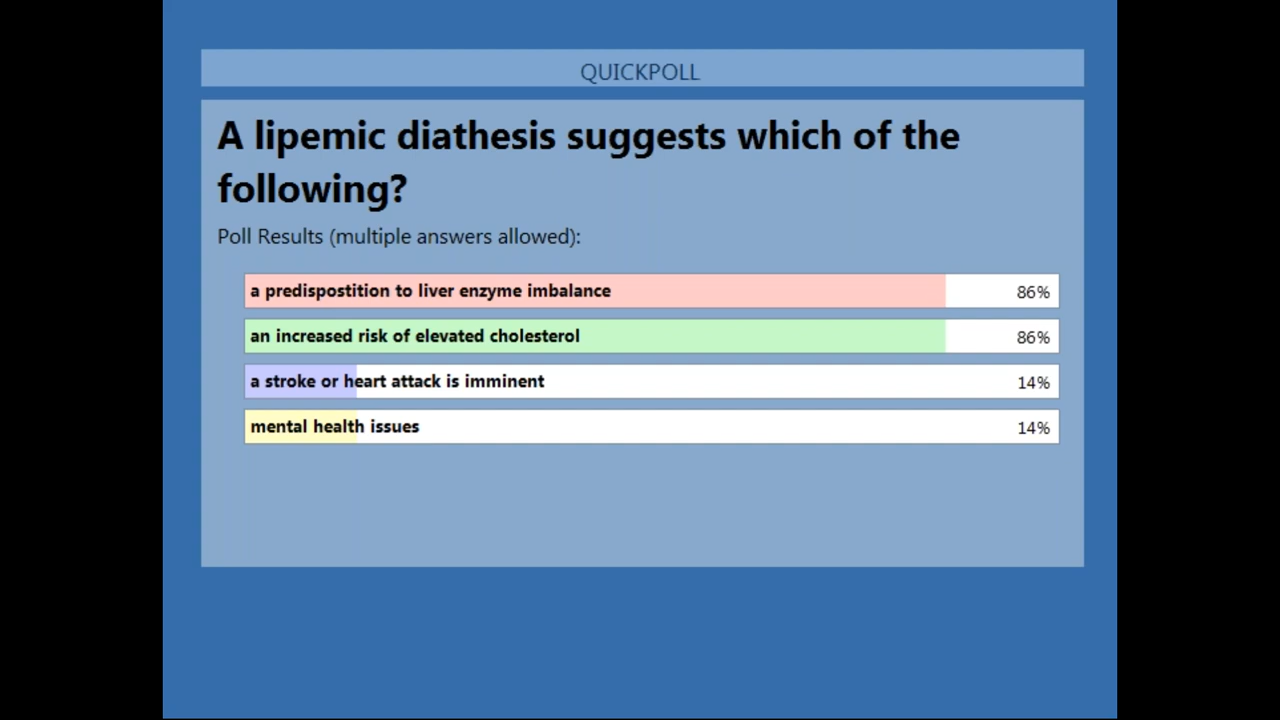 QUICKPOLL
A lipemic diathesis suggests which of the
following?
Poll Results (multiple answers allowed):
a predispostition to liver enzyme imbalance 86%
an increased risk of elevated cholesterol 86%
a stroke or heart attack is imminent 14%
mental health issues 14%